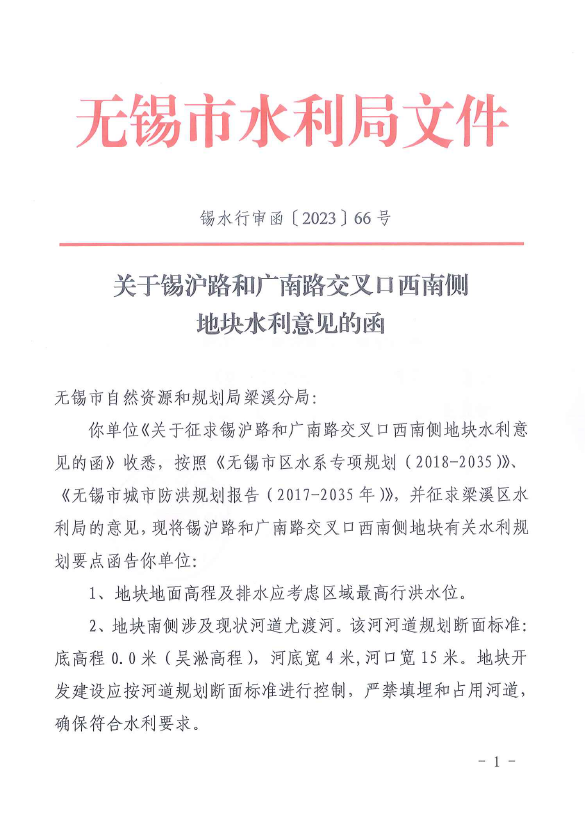 无锡市水利局文件
锡水行审函〔2023〕66号
关于锡沪路和广南路交叉口西南侧
地块水利意见的函
无锡市自然资源和规划局梁溪分局：
你单位《关于征求锡沪路和广南路交叉口西南侧地块水利意
见的函》收悉，按照《无锡市区水系专项规划（2018-2035)》、
《无锡市城市防洪规划报告（2017-2035年)》，并征求梁溪区水
利局的意见，现将锡沪路和广南路交叉口西南侧地块有关水利规
划要点函告你单位：
1、地块地面高程及排水应考虑区域最高行洪水位。
2、地块南侧涉及现状河道尤渡河。该河河道规划断面标准：
底高程0.0米（吴淞高程），河底宽4米,河口宽15米。地块开
发建设应按河道规划断面标准进行控制，严禁填埋和占用河道，
确保符合水利要求。
- 1 -